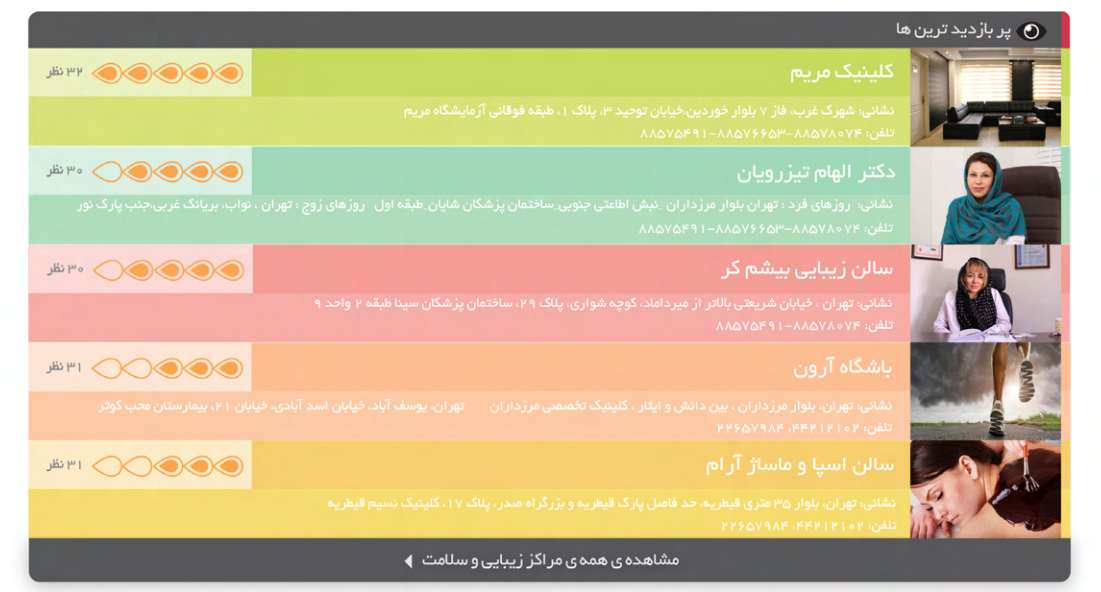 پر بازدید ترین ها
کلینیک مریم
۳۲ نظر
نشانی: شهرک غرب، فاز ۷ بلوار خوردین،خیابان توحید ۳، پلاک ۱، طبقه فوقانی آزمایشگاه مریم
تلفن: ۸۸۵۷۸۰۷۴-۸۸۵۷۶۶۵۳-۸۸۵۷۵۴۹۱
دکتر الهام تیزرویان
۳۰ نظر
نشانی: روزهای فرد : تهران بلوار مرزداران _نبش اطاعتی جنوبی_ساختمان پزشکان شایان_طبقه اول روزهای زوج : تهران ، نواب، بریانک غربی،جنب پارک نور
تلفن: ۸۸۵۷۸۰۷۴-۸۸۵۷۶۶۵۳-۸۸۵۷۵۴۹۱
سالن زیبایی بیشم کر
۳۰ نظر
نشانی: تهران ، خیابان شریعتی بالاتر از میرداماد، کوچه شواری، پلاک ۲۹، ساختمان پزشکان سینا طبقه ۲ واحد ۹
تلفن: ۸۸۵۷۸۰۷۴-۸۸۵۷۵۴۹۱
باشگاه آرون
۳۱ نظر
نشانی: تهران، بلوار مرزداران ، بین دانش و ایثار ، کلینیک تخصصی مرزداران تهران، یوسف آباد، خیابان اسد آبادی، خیابان ۲۱، بیمارستان محب کوثر
تلفن: ۴۴۲۱۲۱۰۲، ۲۲۶۵۷۹۸۴
سالن اسپا و ماساژ آرام
۳۱ نظر
نشانی: تهران، بلوار ۳۵ متری قیطریه، حد فاصل پارک قیطریه و بزرگراه صدر، پلاک ۱۷، کلینیک نسیم قیطریه
تلفن: ۴۴۲۱۲۱۰۲، ۲۲۶۵۷۹۸۴
مشاهده ی همه ی مراکز زیبایی و سلامت